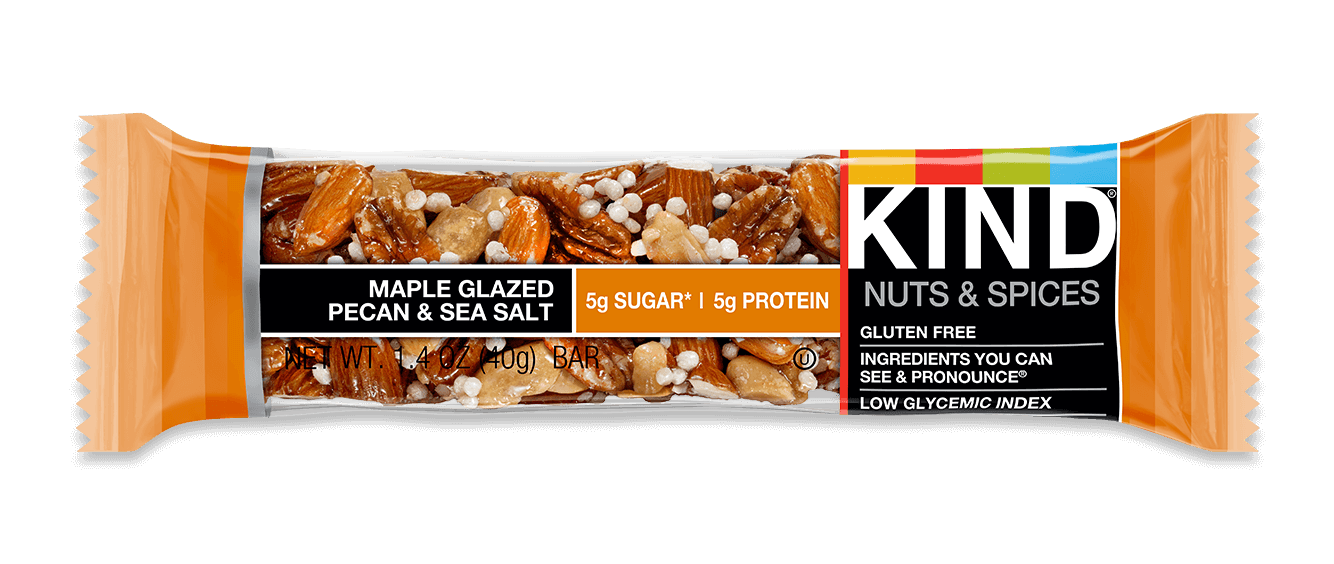 MAPLE GLAZED
PECAN & SEA SALT
5g SUGAR* | 5g PROTEIN
NET WT. 1.4 OZ (40g) BAR
U
KIND®
NUTS & SPICES
GLUTEN FREE
INGREDIENTS YOU CAN
SEE & PRONOUNCE®
LOW GLYCEMIC INDEX